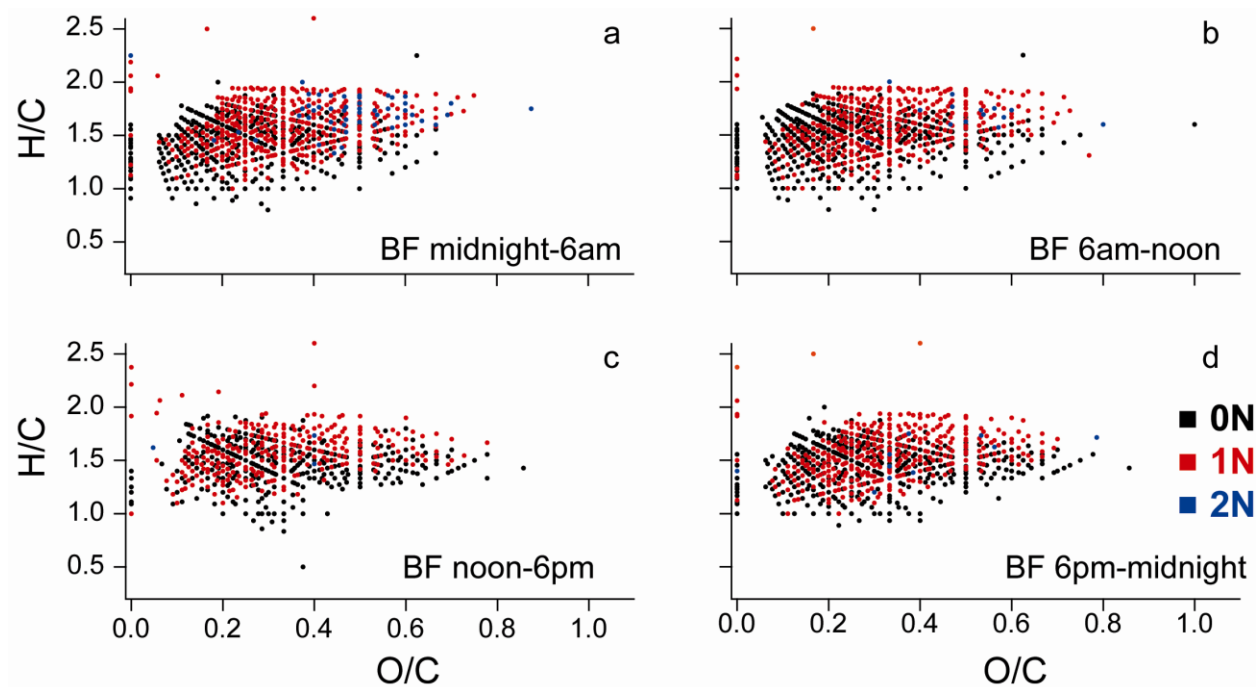 2.5
2.0
1.5
1.0
0.5
H/C
a
BF midnight-6am
b
BF 6am-noon
2.5
2.0
1.5
1.0
0.5
H/C
c
BF noon-6pm
0.0 0.2 0.4 0.6 0.8 1.0
O/C
d
0N
1N
2N
BF 6pm-midnight
0.0 0.2 0.4 0.6 0.8 1.0
O/C